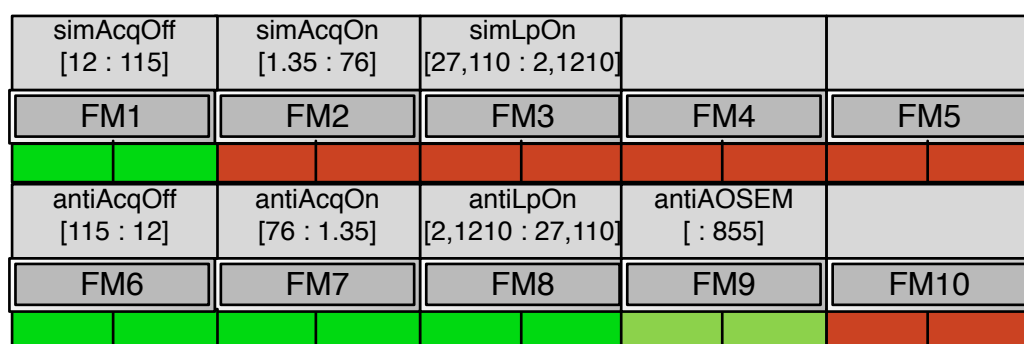 simAcqOff simAcqOn simLpOn
[12 : 115] [1.35 : 76] [27,110 : 2,1210]
FM1 FM2 FM3 FM4 FM5
antiAcqOff antiAcqOn antiLpOn antiAOSEM
[115 : 12] [76 : 1.35] [2,1210 : 27,110] [ : 855]
FM6 FM7 FM8 FM9 FM10